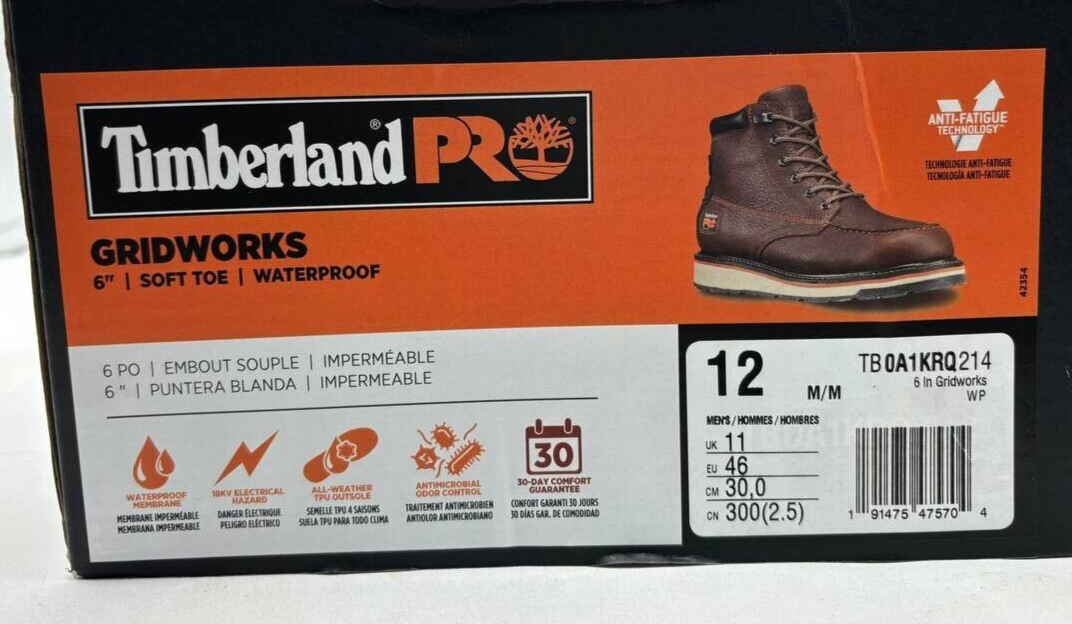 Timberland® PRO®
GRIDWORKS
6" | SOFT TOE | WATERPROOF
ANTI-FATIGUE
TECHNOLOGY™
TECHNOLOGIE ANTI-FATIGUE
TECNOLOGÍA ANTI-FATIGUE
Timberland
PRO
42354
6 PO | EMBOUT SOUPLE | IMPERMÉABLE
6" | PUNTERA BLANDA | IMPERMEABLE
WATERPROOF
MEMBRANE
MEMBRANE IMPERMÉABLE
MEMBRANA IMPERMEABLE
18KV ELECTRICAL
HAZARD
DANGER ÉLECTRIQUE
PELIGRO ELÉCTRICO
ALL-WEATHER
TPU OUTSOLE
SEMELLE TPU 4 SAISONS
SUELA TPU PARA TODO CLIMA
ANTIMICROBIAL
ODOR CONTROL
TRAITEMENT ANTIMICROBIEN
ANTIOLOR ANTIMICROBIANO
30
30-DAY COMFORT
GUARANTEE
CONFORT GARANTI 30 JOURS
30 DÍAS GAR. DE COMODIDAD
12 M/M
TB0A1KRQ214
6 In Gridworks
WP
MEN'S / HOMMES / HOMBRES
UK 11
EU 46
CM 30,0
CN 300(2.5)
1 91475 47570 4